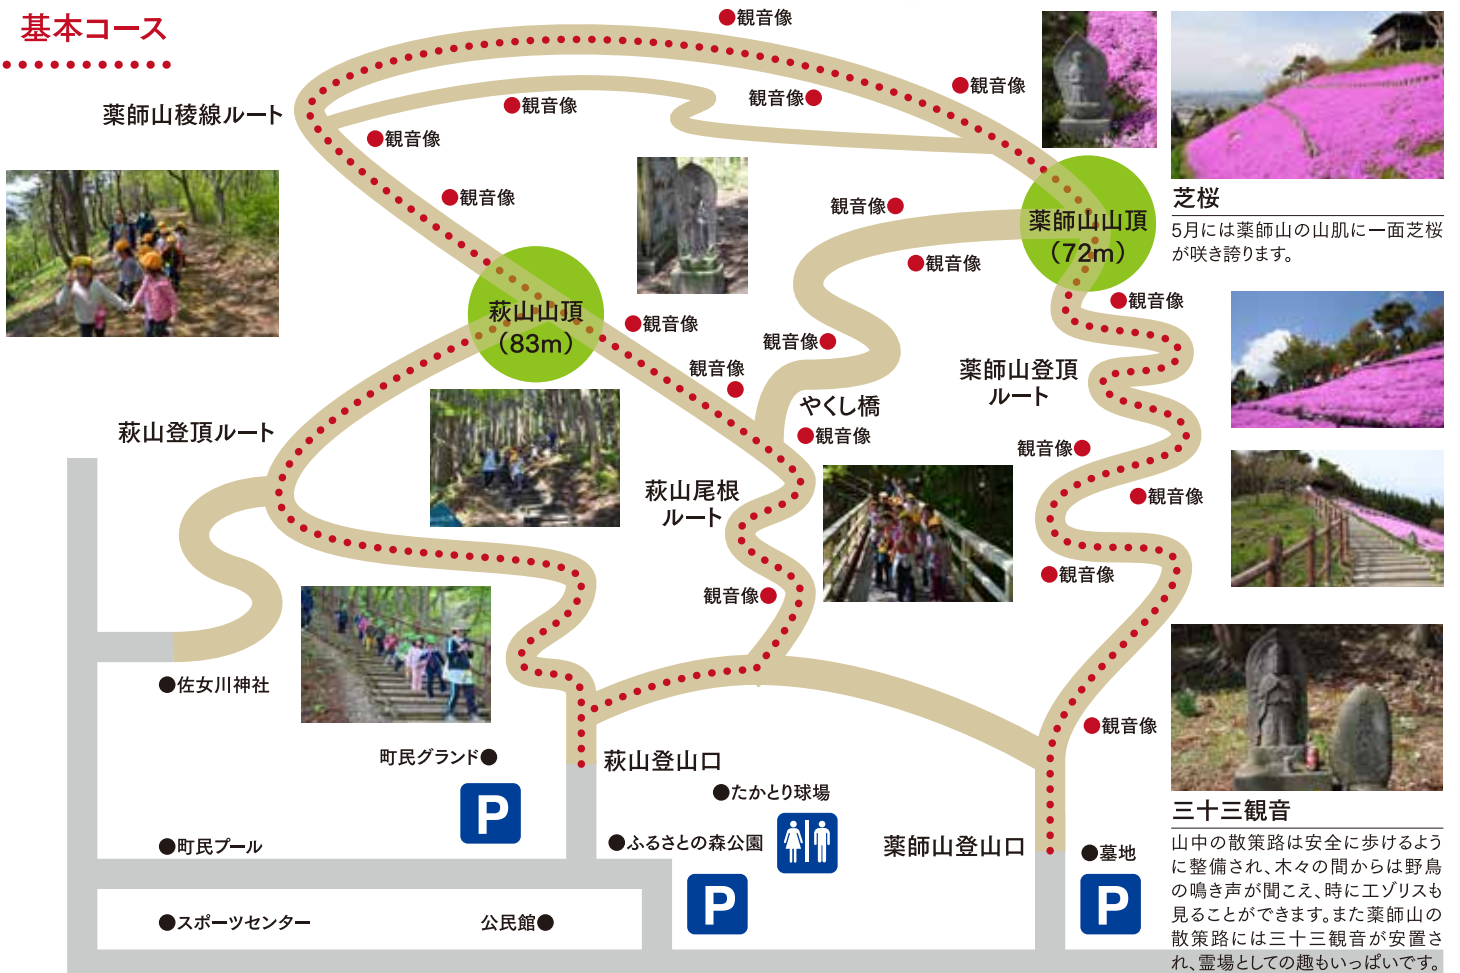 基本コース
観音像
観音像
観音像
観音像
観音像
観音像
薬師山稜線ルート
芝桜
5月には薬師山の山肌に一面芝桜
が咲き誇ります。
観音像
薬師山山頂
（72m）
観音像
観音像
萩山山頂
（83m）
観音像
観音像
観音像
薬師山登頂
ルート
やくし橋
観音像
萩山登頂ルート
観音像
萩山尾根
ルート
観音像
観音像
観音像
佐女川神社
観音像
町民グランド
萩山登山口
たかとり球場
P
町民プール
ふるさとの森公園
薬師山登山口
墓地
P
P
スポーツセンター
公民館
三十三観音
山中の散策路は安全に歩けるよう
に整備され、木々の間からは野鳥
の鳴き声が聞こえ、時にエゾリスも
見ることができます。また薬師山の
散策路には三十三観音が安置さ
れ、霊場としての趣もいっぱいです。